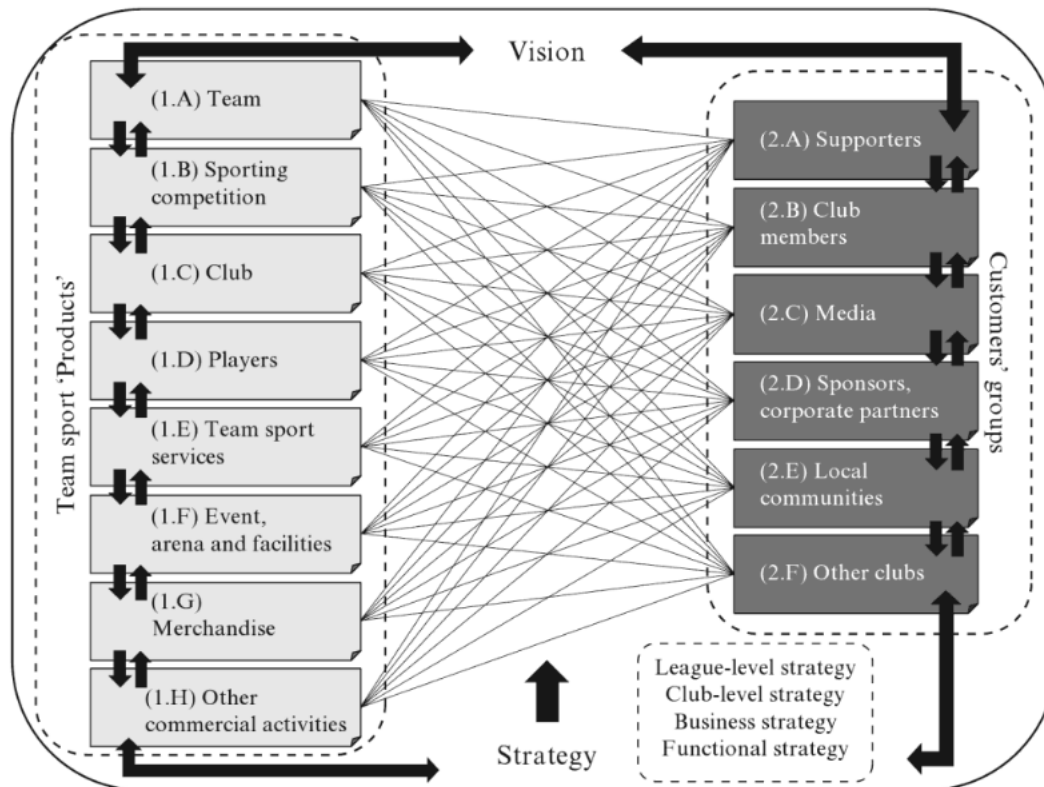 Vision
Team sport ‘Products’
(1.A) Team
(1.B) Sporting
competition
(1.C) Club
(1.D) Players
(1.E) Team sport
services
(1.F) Event,
arena and facilities
(1.G)
Merchandise
(1.H) Other
commercial activities
(2.A) Supporters
(2.B) Club
members
(2.C) Media
(2.D) Sponsors,
corporate partners
(2.E) Local
communities
(2.F) Other clubs
Customers’ groups
Strategy
League-level strategy
Club-level strategy
Business strategy
Functional strategy